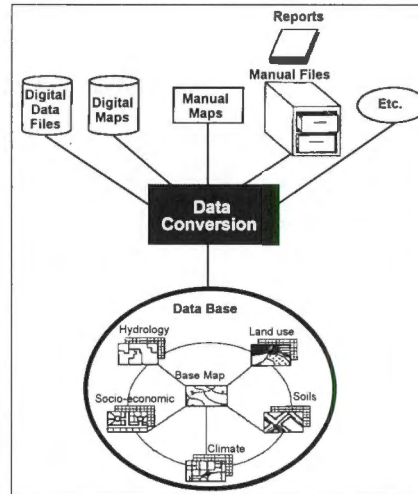 Reports
Manual Files
Digital
Data
Files
Digital
Maps
Manual
Maps
Etc.
Data
Conversion
Data Base
Hydrology
Land use
Base Map
Socio-economic
Soils
Climate